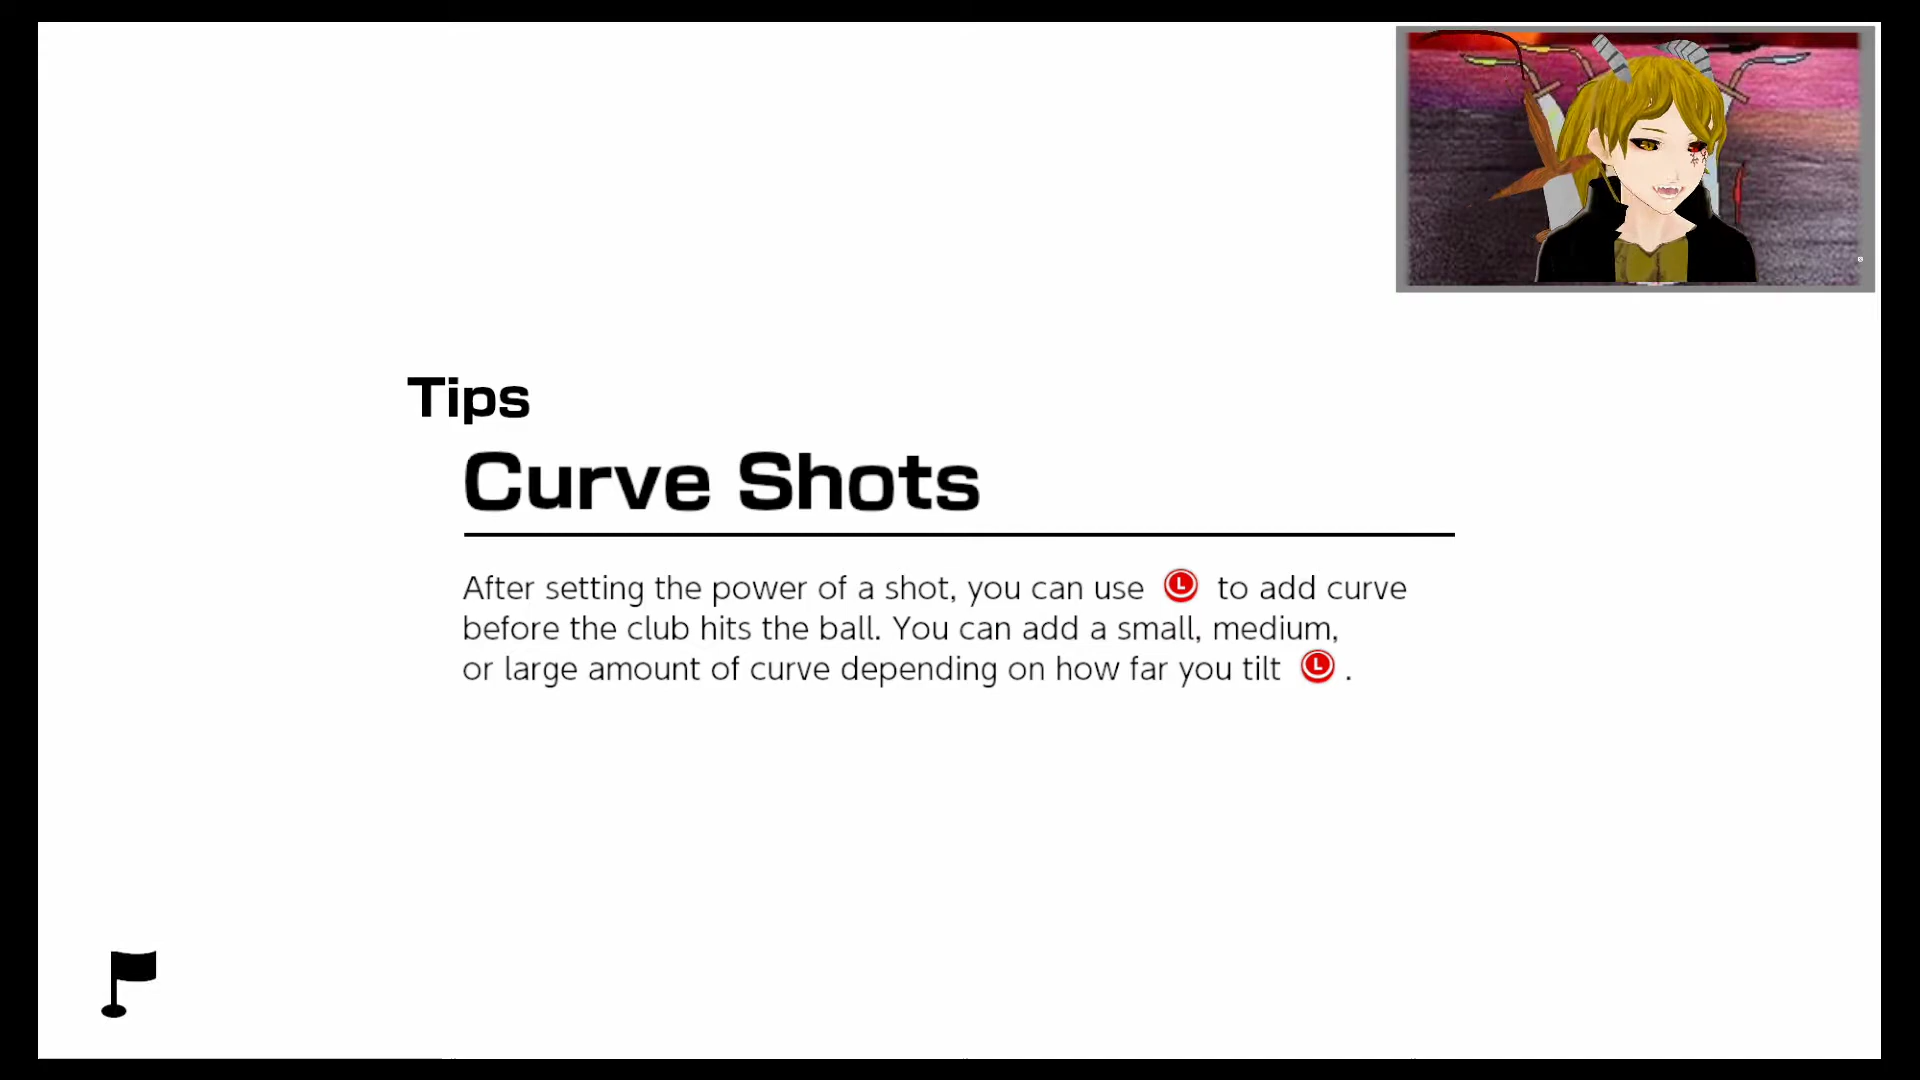 Tips
Curve Shots
After setting the power of a shot, you can use L to add curve
before the club hits the ball. You can add a small, medium,
or large amount of curve depending on how far you tilt L .